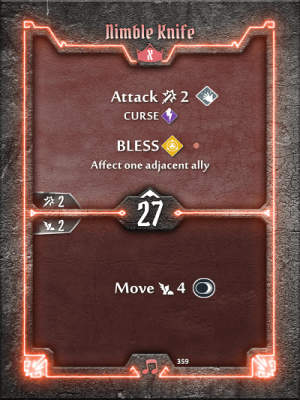 Nimble Knife
X
Attack 2
CURSE
BLESS
Affect one adjacent ally
2
27
2
Move 4
359